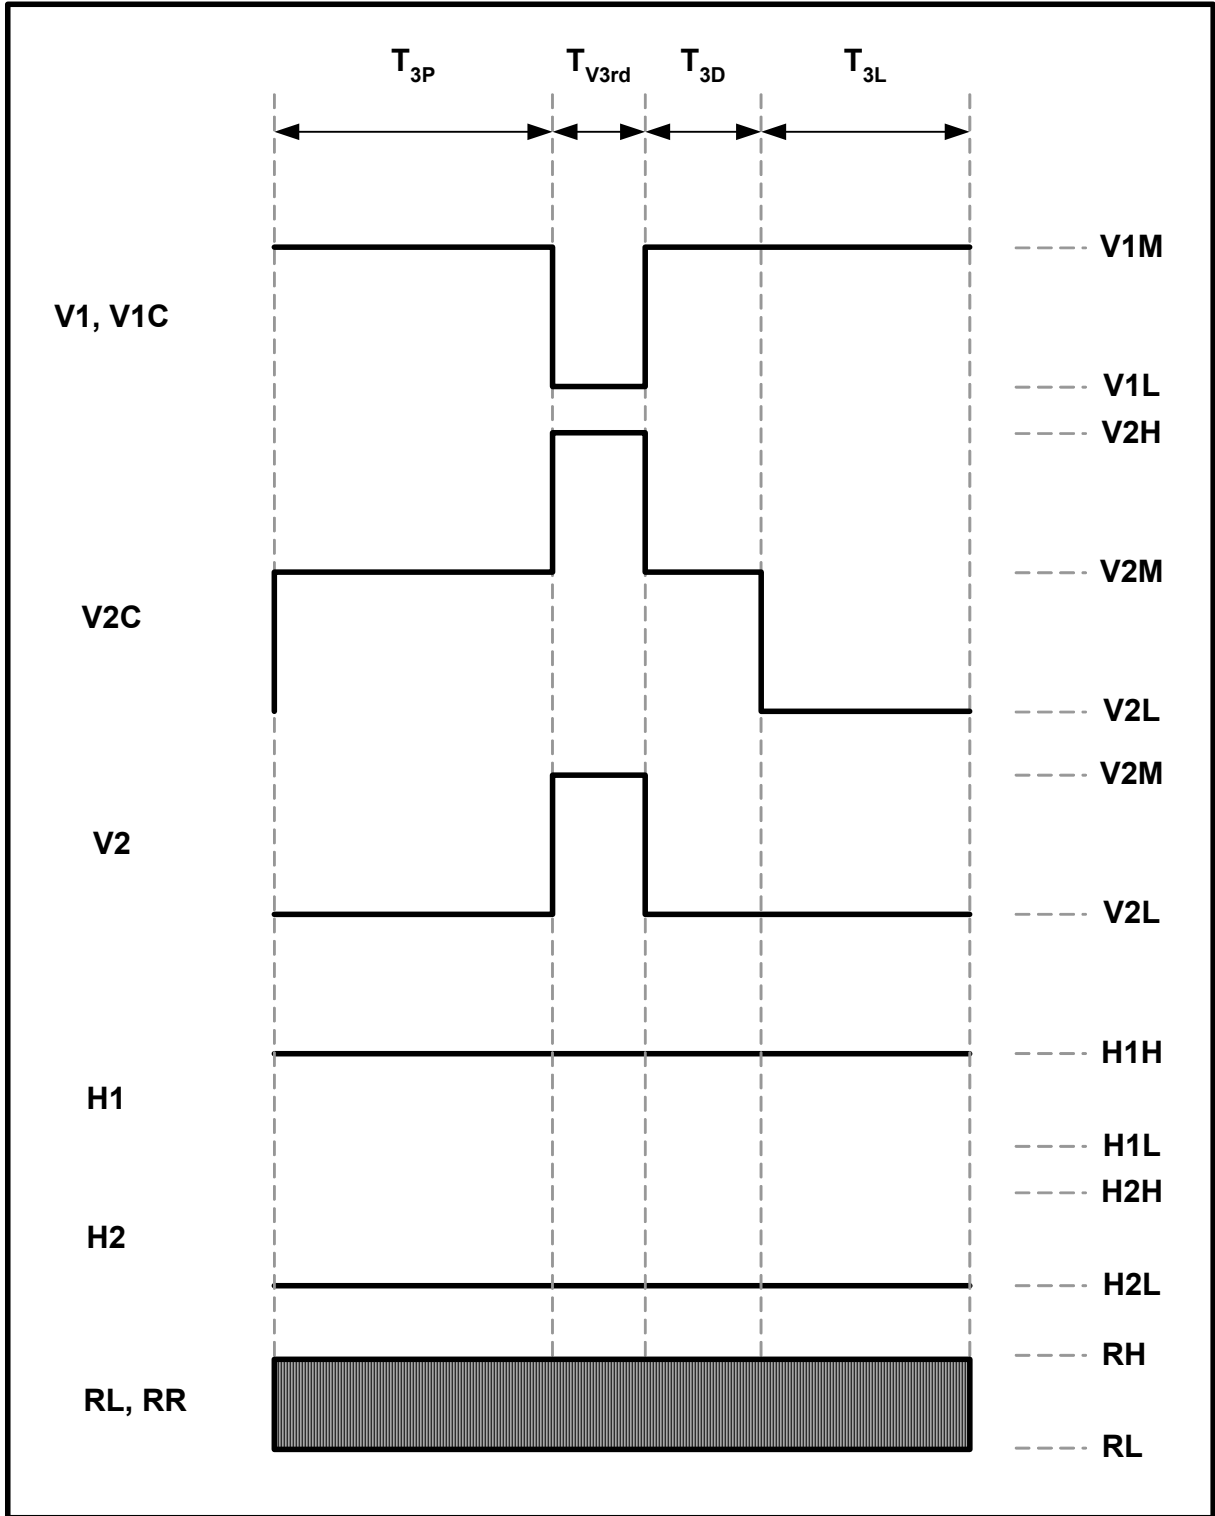 T3P TV3rd T3D T3L
V1M
V1, V1C
V1L
V2H
V2M
V2C
V2L
V2M
V2
V2L
H1H
H1
H1L
H2H
H2
H2L
RH
RL, RR
RL